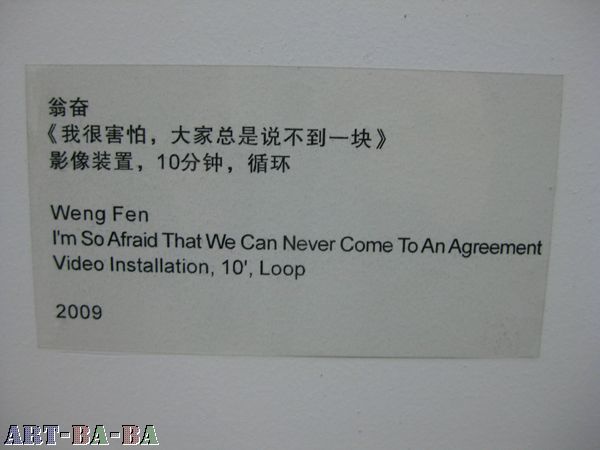 翁奋
《我很害怕，大家总是说不到一块》
影像装置，10分钟，循环
Weng Fen
I'm So Afraid That We Can Never Come To An Agreement
Video Installation, 10', Loop
2009
ART-BA-BA